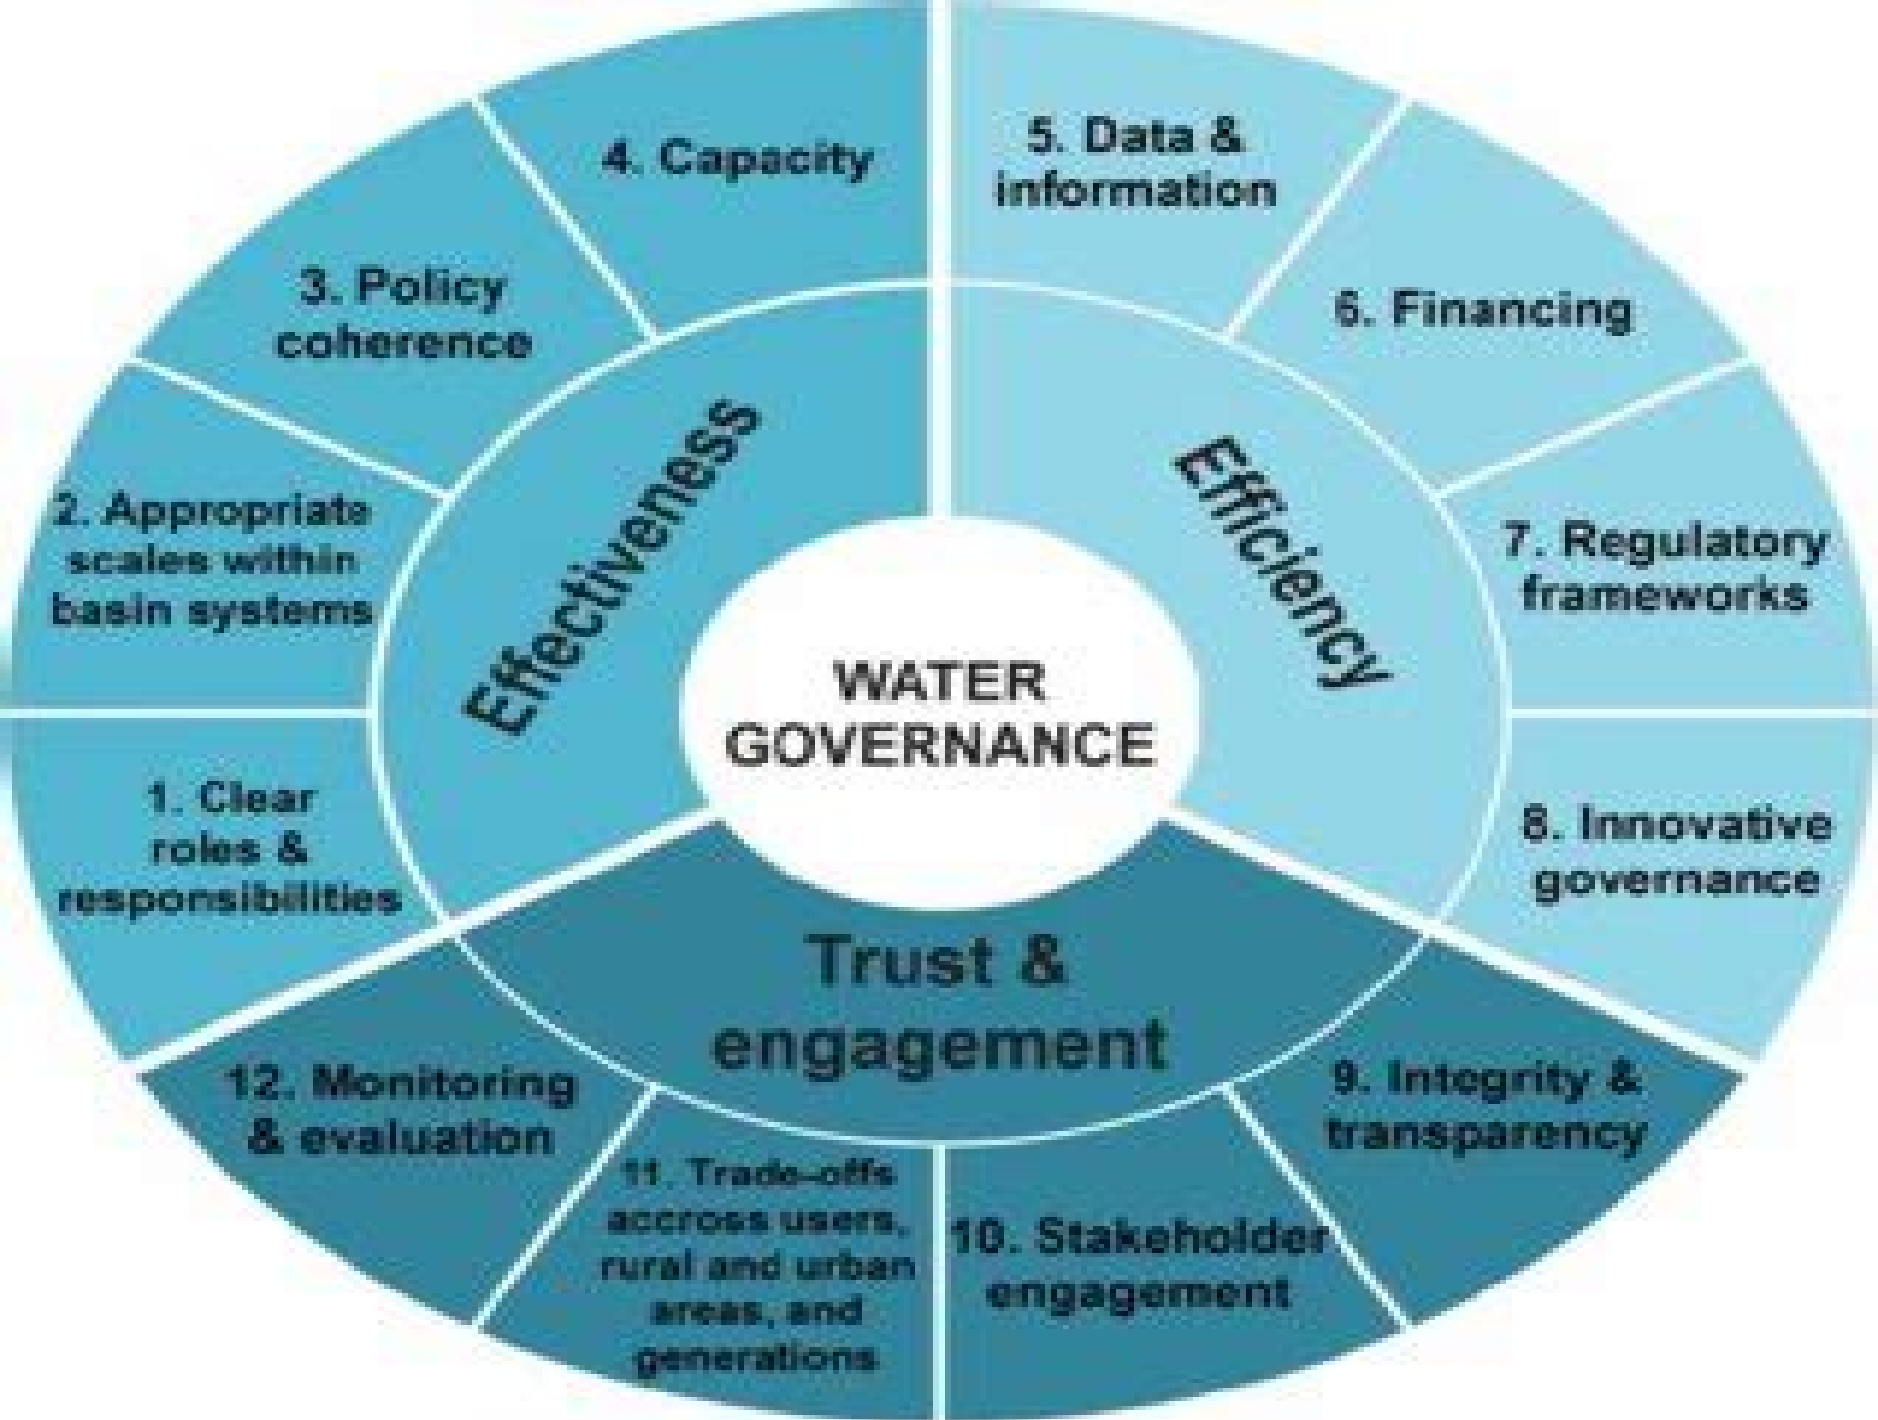 WATER
GOVERNANCE
Effectiveness
1. Clear
roles &
responsibilities
2. Appropriate
scales within
basin systems
3. Policy
coherence
4. Capacity
Efficiency
5. Data &
information
6. Financing
7. Regulatory
frameworks
8. Innovative
governance
Trust &
engagement
9. Integrity &
transparency
10. Stakeholder
engagement
11. Trade-offs
accross users,
rural and urban
areas, and
generations
12. Monitoring
& evaluation